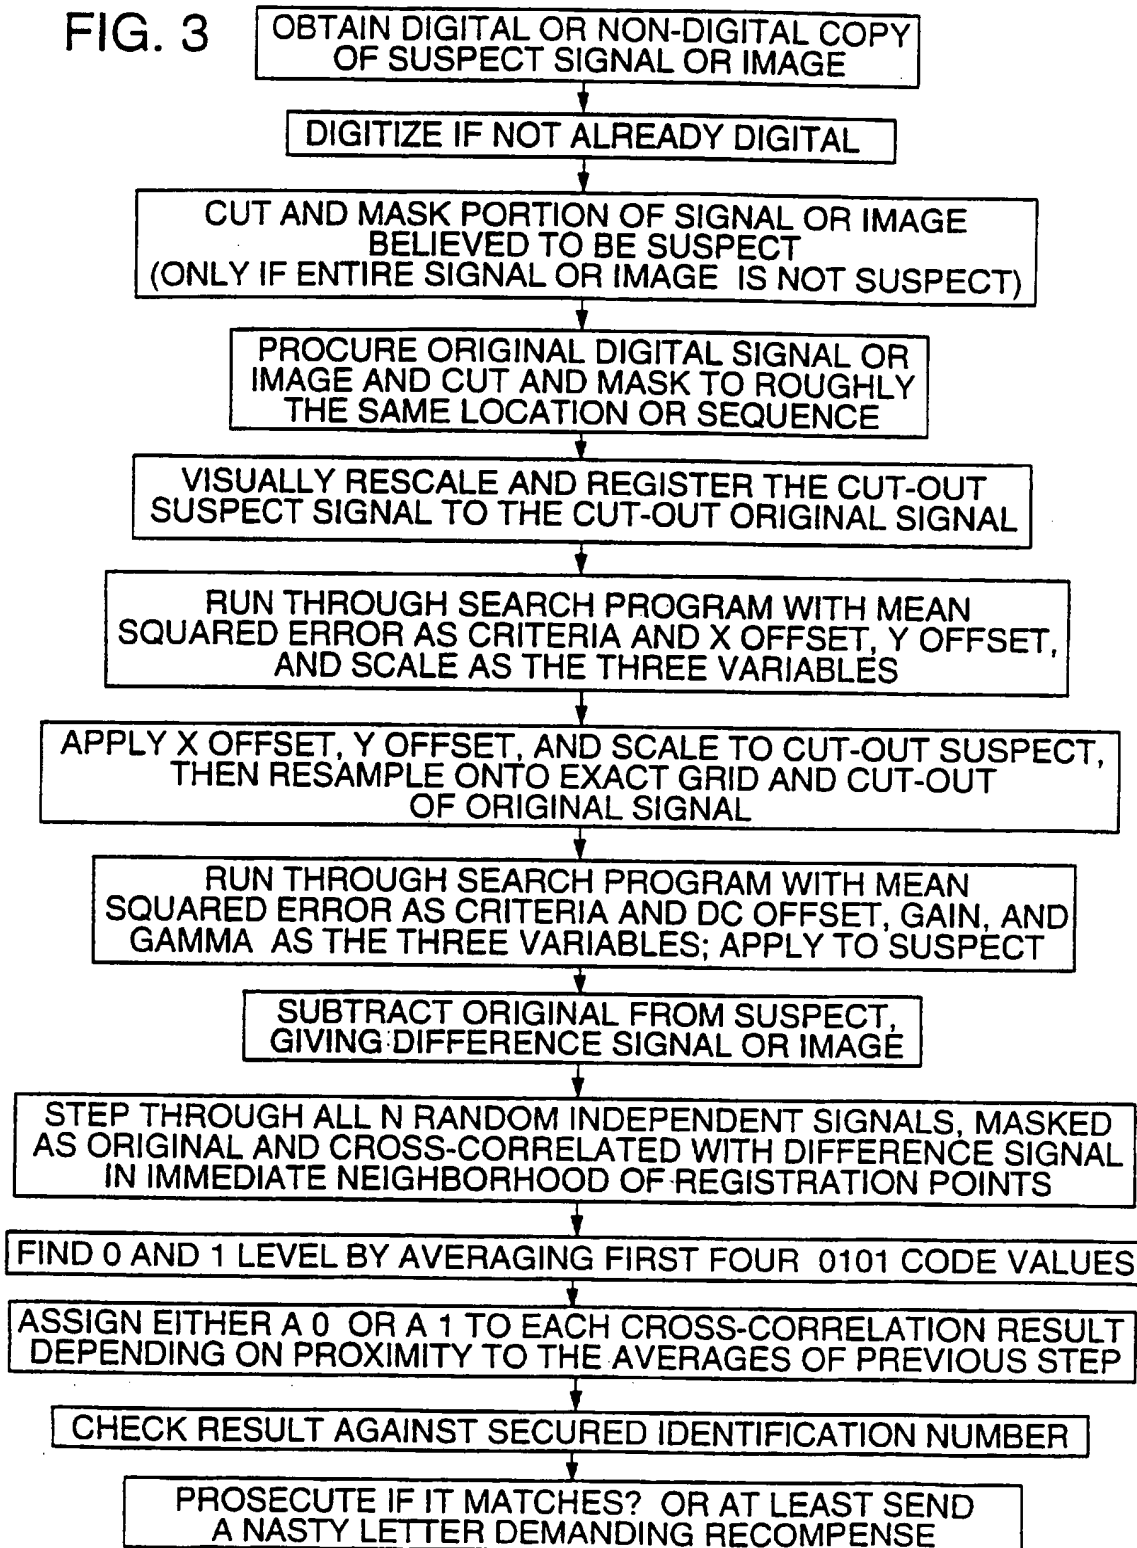 FIG. 3
OBTAIN DIGITAL OR NON-DIGITAL COPY
OF SUSPECT SIGNAL OR IMAGE
DIGITIZE IF NOT ALREADY DIGITAL
CUT AND MASK PORTION OF SIGNAL OR IMAGE
BELIEVED TO BE SUSPECT
(ONLY IF ENTIRE SIGNAL OR IMAGE IS NOT SUSPECT)
PROCURE ORIGINAL DIGITAL SIGNAL OR
IMAGE AND CUT AND MASK TO ROUGHLY
THE SAME LOCATION OR SEQUENCE
VISUALLY RESCALE AND REGISTER THE CUT-OUT
SUSPECT SIGNAL TO THE CUT-OUT ORIGINAL SIGNAL
RUN THROUGH SEARCH PROGRAM WITH MEAN
SQUARED ERROR AS CRITERIA AND X OFFSET, Y OFFSET,
AND SCALE AS THE THREE VARIABLES
APPLY X OFFSET, Y OFFSET, AND SCALE TO CUT-OUT SUSPECT,
THEN RESAMPLE ONTO EXACT GRID AND CUT-OUT
OF ORIGINAL SIGNAL
RUN THROUGH SEARCH PROGRAM WITH MEAN
SQUARED ERROR AS CRITERIA AND DC OFFSET, GAIN, AND
GAMMA AS THE THREE VARIABLES; APPLY TO SUSPECT
SUBTRACT ORIGINAL FROM SUSPECT,
GIVING DIFFERENCE SIGNAL OR IMAGE
STEP THROUGH ALL N RANDOM INDEPENDENT SIGNALS, MASKED
AS ORIGINAL AND CROSS-CORRELATED WITH DIFFERENCE SIGNAL
IN IMMEDIATE NEIGHBORHOOD OF REGISTRATION POINTS
FIND 0 AND 1 LEVEL BY AVERAGING FIRST FOUR 0101 CODE VALUES
ASSIGN EITHER A 0 OR A 1 TO EACH CROSS-CORRELATION RESULT
DEPENDING ON PROXIMITY TO THE AVERAGES OF PREVIOUS STEP
CHECK RESULT AGAINST SECURED IDENTIFICATION NUMBER
PROSECUTE IF IT MATCHES? OR AT LEAST SEND
A NASTY LETTER DEMANDING RECOMPENSE